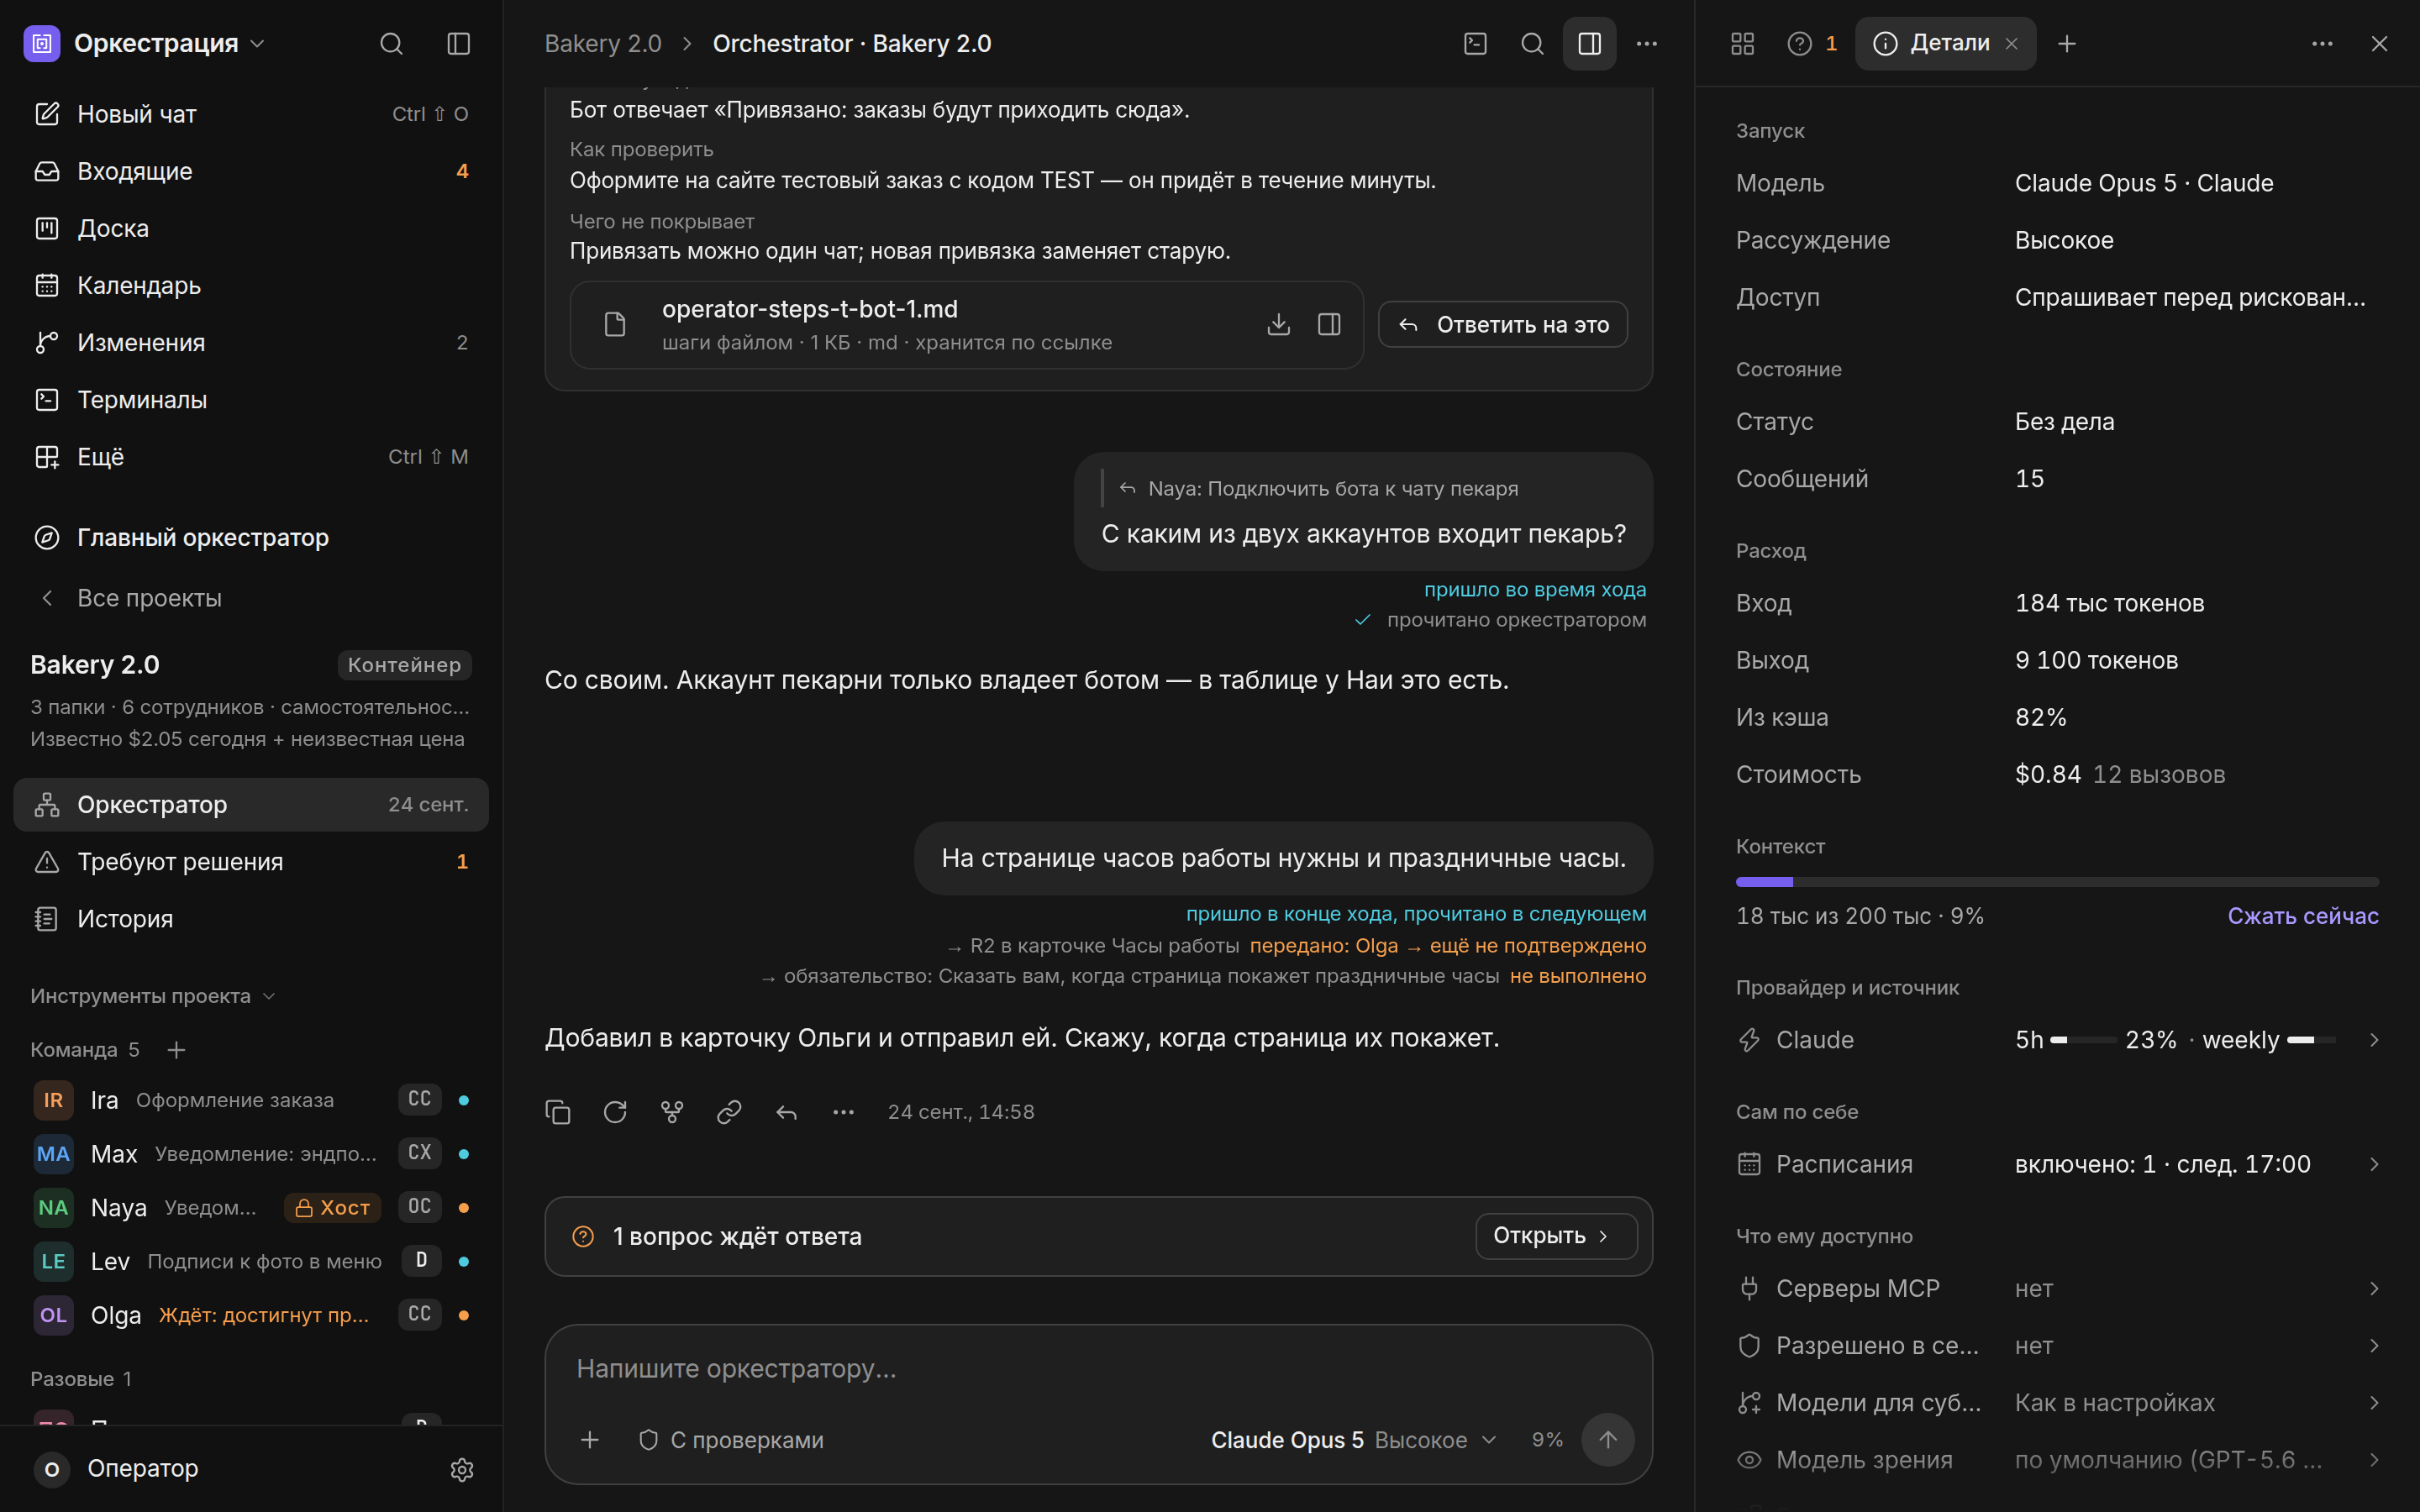 Оркестрация
Новый чат Ctrl ⇧ O
Входящие 4
Доска
Календарь
Изменения 2
Терминалы
Ещё Ctrl ⇧ M
Главный оркестратор
Все проекты
Bakery 2.0 Контейнер
3 папки · 6 сотрудников · самостоятельнос…
Известно $2.05 сегодня + неизвестная цена
Оркестратор 24 сент.
Требуют решения 1
История
Инструменты проекта
Команда 5
IR Ira Оформление заказа CC
MA Max Уведомление: эндпо… CX
NA Naya Уведом… Хост OC
LE Lev Подписи к фото в меню D
OL Olga Ждёт: достигнут пр… CC
Разовые 1
O Оператор
Bakery 2.0 Orchestrator · Bakery 2.0
Бот отвечает «Привязано: заказы будут приходить сюда».
Как проверить
Оформите на сайте тестовый заказ с кодом TEST — он придёт в течение минуты.
Чего не покрывает
Привязать можно один чат; новая привязка заменяет старую.
operator-steps-t-bot-1.md
шаги файлом · 1 КБ · md · хранится по ссылке
Ответить на это
Naya: Подключить бота к чату пекаря
С каким из двух аккаунтов входит пекарь?
пришло во время хода
прочитано оркестратором
Со своим. Аккаунт пекарни только владеет ботом — в таблице у Наи это есть.
На странице часов работы нужны и праздничные часы.
пришло в конце хода, прочитано в следующем
→ R2 в карточке Часы работы передано: Olga → ещё не подтверждено
→ обязательство: Сказать вам, когда страница покажет праздничные часы не выполнено
Добавил в карточку Ольги и отправил ей. Скажу, когда страница их покажет.
24 сент., 14:58
1 вопрос ждёт ответа Открыть
Напишите оркестратору…
С проверками Claude Opus 5 Высокое 9%
1 Детали
Запуск
Модель Claude Opus 5 · Claude
Рассуждение Высокое
Доступ Спрашивает перед рискован…
Состояние
Статус Без дела
Сообщений 15
Расход
Вход 184 тыс токенов
Выход 9 100 токенов
Из кэша 82%
Стоимость $0.84 12 вызовов
Контекст
18 тыс из 200 тыс · 9% Сжать сейчас
Провайдер и источник
Claude 5h 23% · weekly
Сам по себе
Расписания включено: 1 · след. 17:00
Что ему доступно
Серверы MCP нет
Разрешено в се… нет
Модели для суб… Как в настройках
Модель зрения по умолчанию (GPT-5.6 …